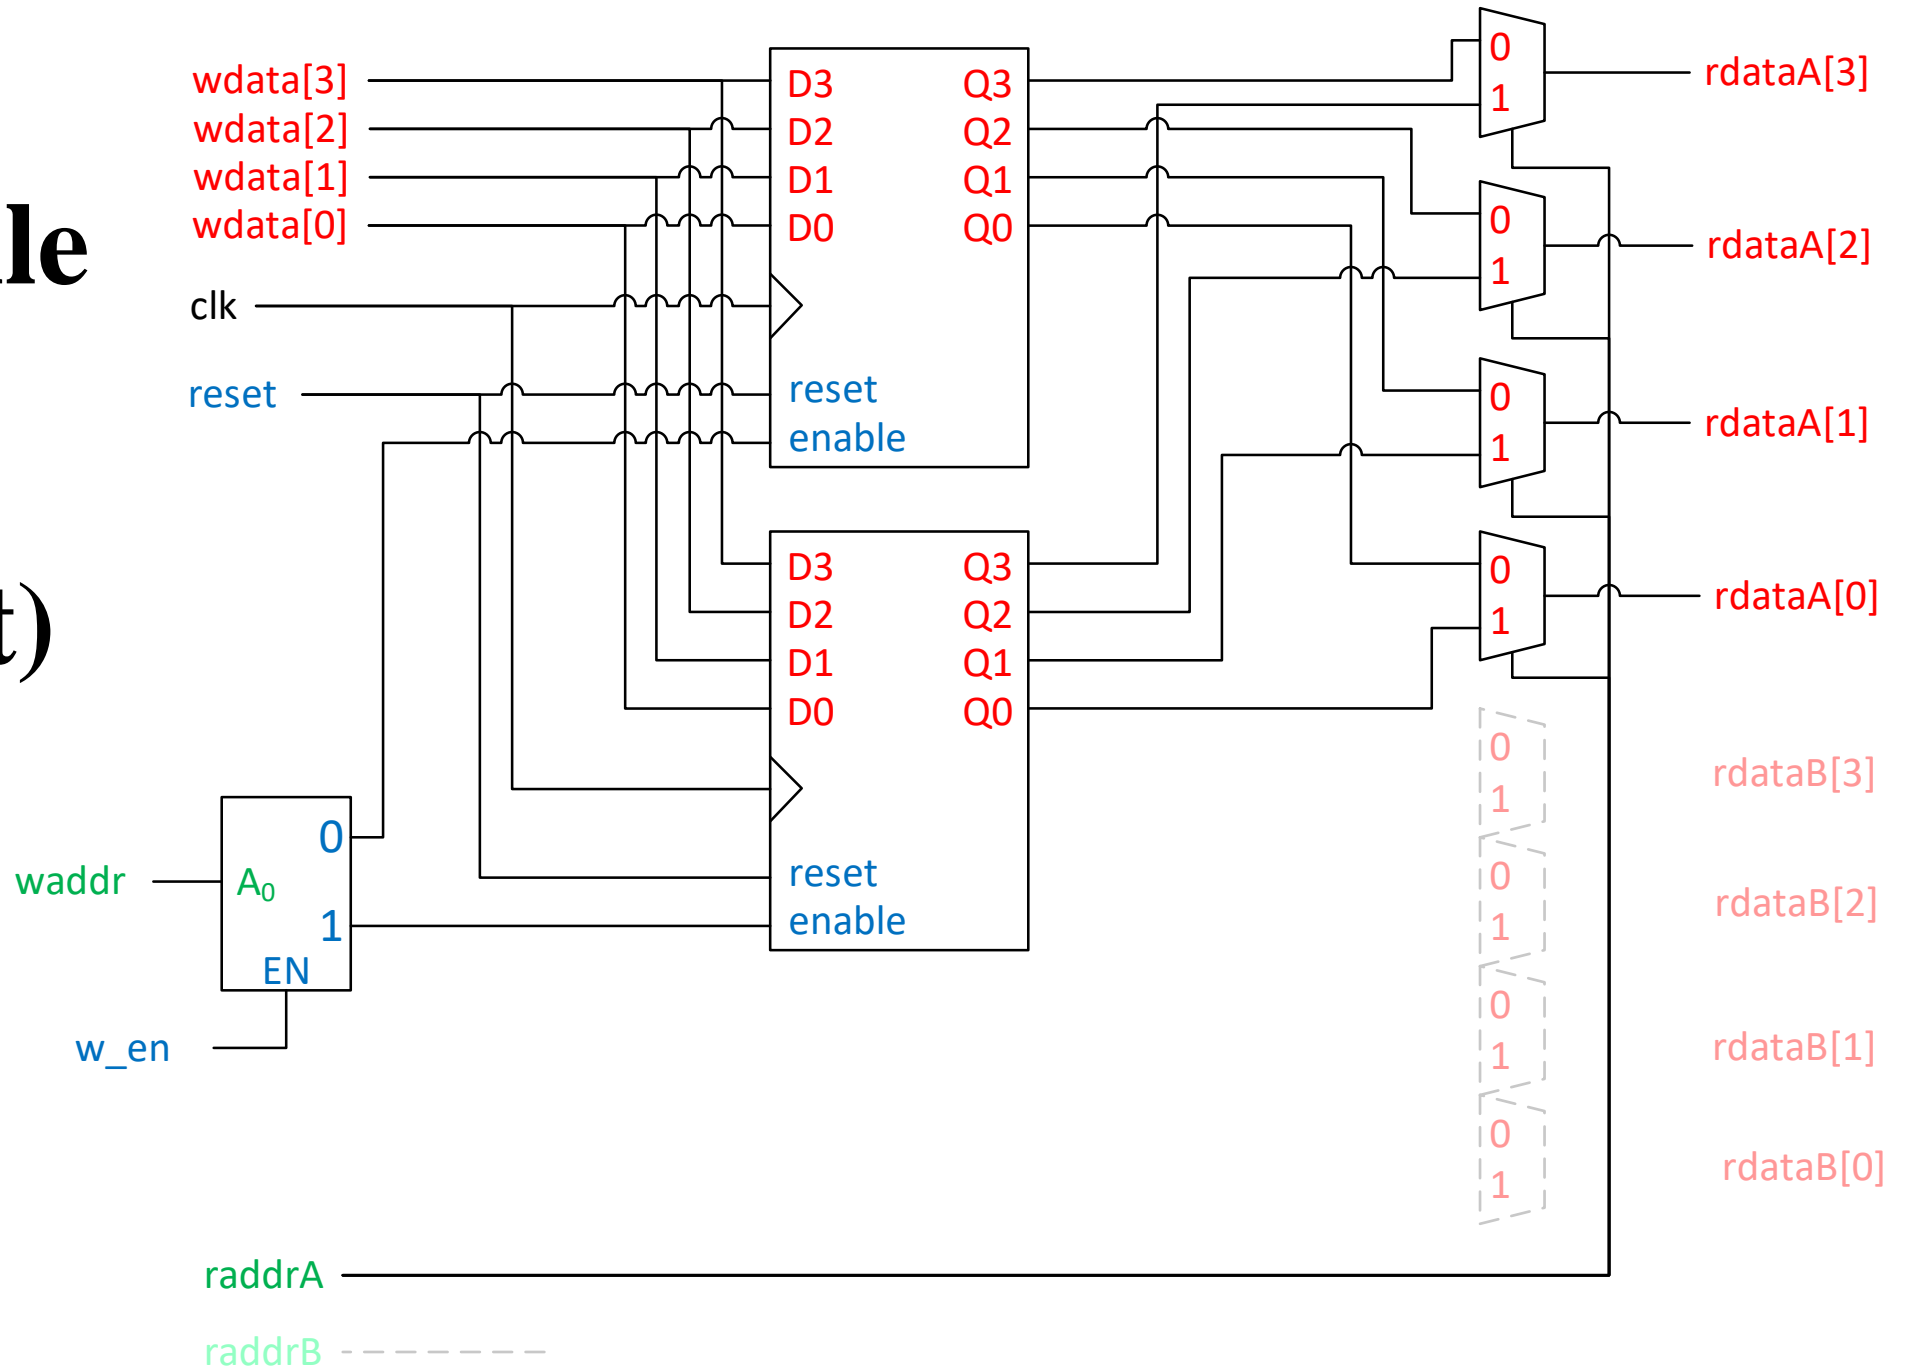 wdata[3]
wdata[2]
wdata[1]
wdata[0]
clk
reset
D3 Q3
D2 Q2
D1 Q1
D0 Q0
reset
enable
D3 Q3
D2 Q2
D1 Q1
D0 Q0
reset
enable
le
t)
waddr
A0
0
1
EN
w_en
0
1
rdataA[3]
0
1
rdataA[2]
0
1
rdataA[1]
0
1
rdataA[0]
0
1
rdataB[3]
0
1
rdataB[2]
0
1
rdataB[1]
0
1
rdataB[0]
raddrA
raddrB